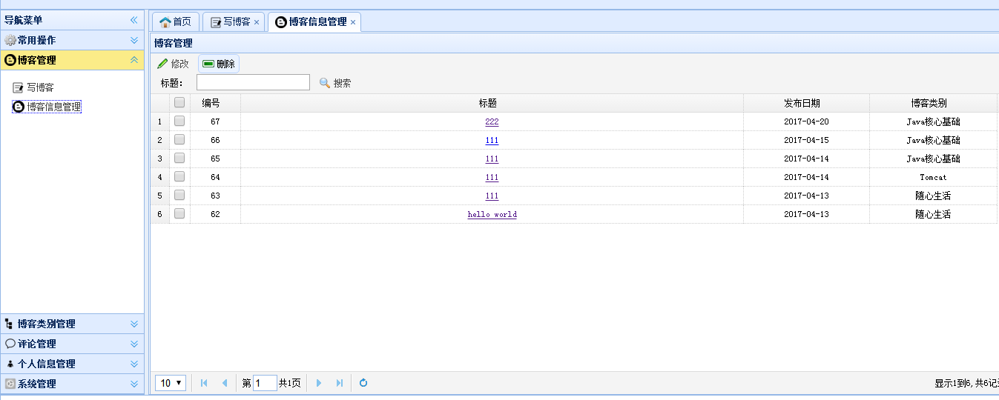 导航菜单
常用操作
博客管理
写博客
博客信息管理
博客类别管理
评论管理
个人信息管理
系统管理
首页 写博客 博客信息管理
博客管理
修改 删除
标题： 搜索
编号 标题 发布日期 博客类别
1 67 222 2017-04-20 Java核心基础
2 66 111 2017-04-15 Java核心基础
3 65 111 2017-04-14 Java核心基础
4 64 111 2017-04-14 Tomcat
5 63 111 2017-04-13 随心生活
6 62 hello world 2017-04-13 随心生活
10 第 1 共1页 显示1到6,共6记